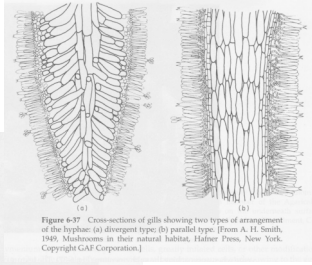 (a) (b)
Figure 6-37 Cross-sections of gills showing two types of arrangement
of the hyphae: (a) divergent type; (b) parallel type. [From A. H. Smith,
1949, Mushrooms in their natural habitat, Hafner Press, New York.
Copyright GAF Corporation.]